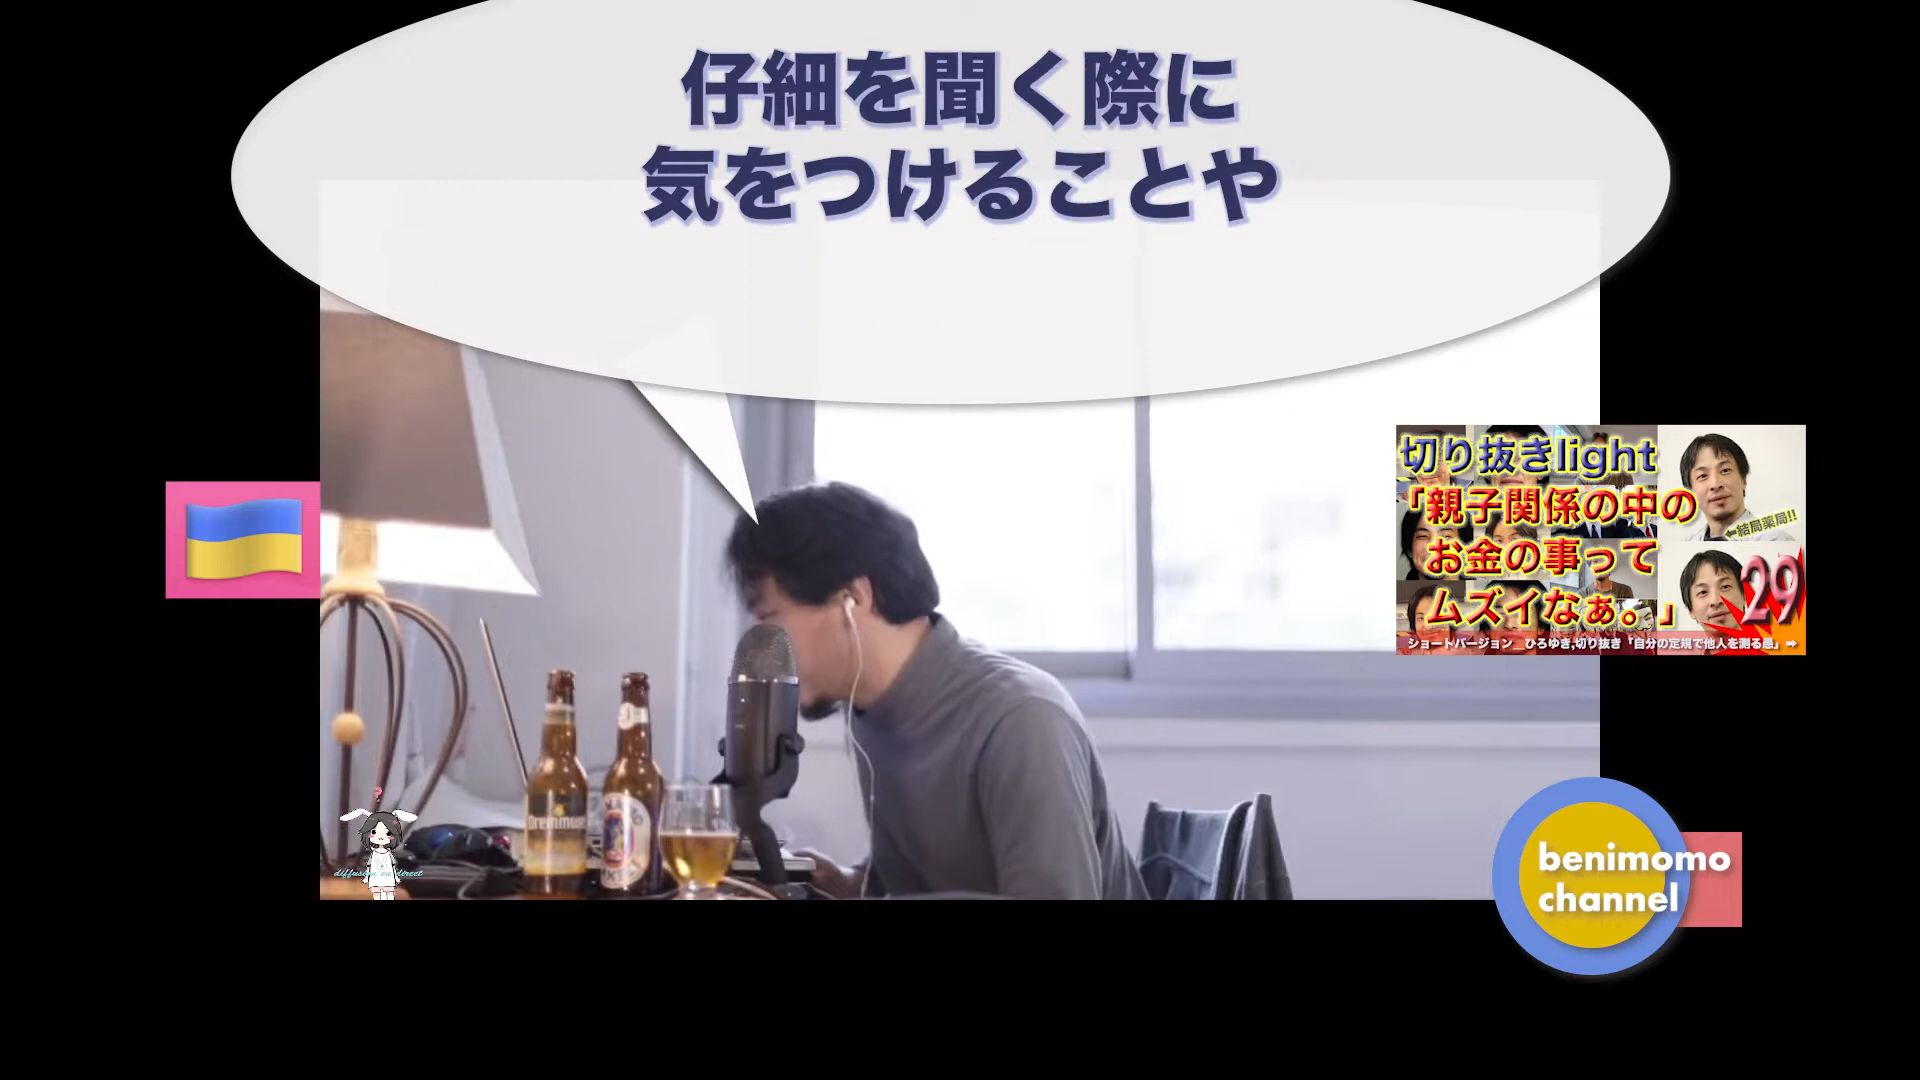 仔細を聞く際に
気をつけることや
切り抜きlight
「親子関係の中の
お金の事って
ムズイなぁ。」
結局薬局!!
29
ショートバージョン＿ひろゆき,切り抜き「自分の定規で他人を測る愚」➡
?
diffusion en direct
benimomo
channel